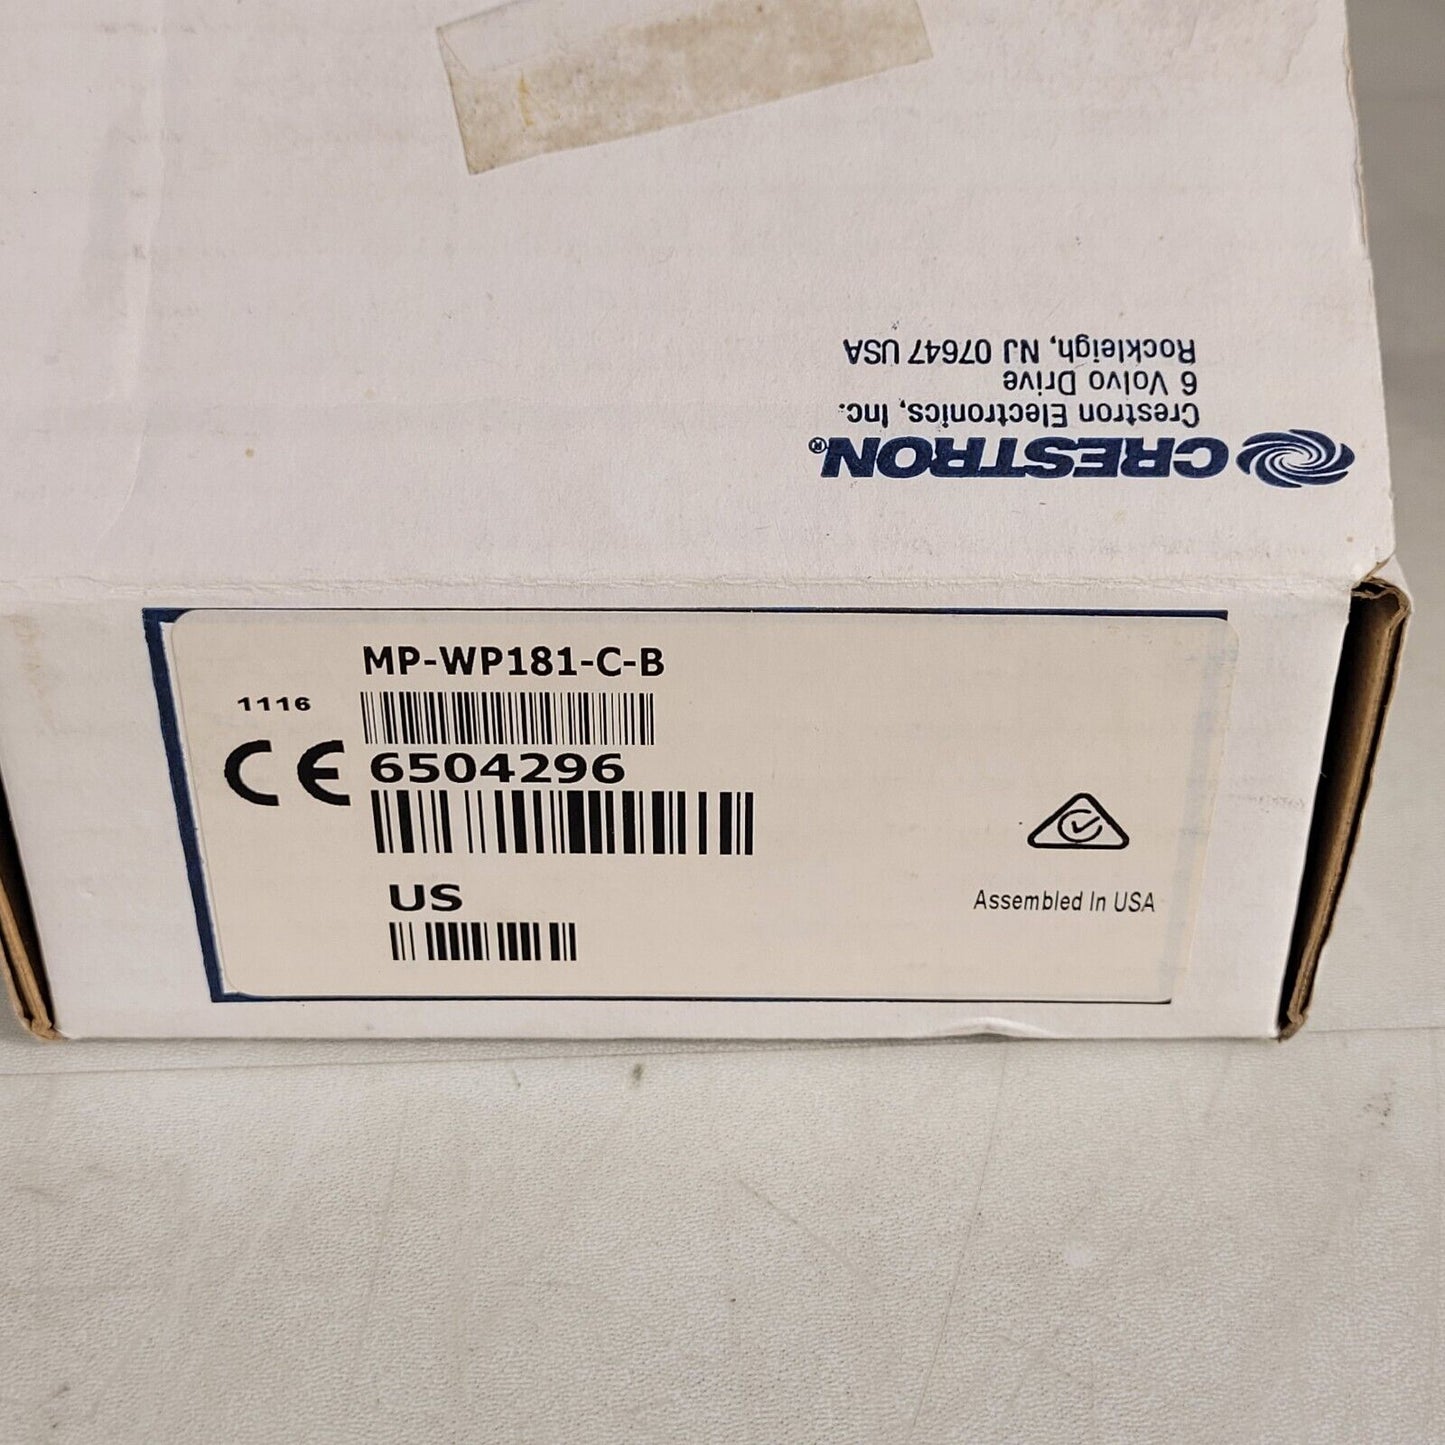 CRESTRON®
Crestron Electronics, Inc.
6 Volvo Drive
Rockleigh, NJ 07647 USA
MP-WP181-C-B
1116
CE
6504296
US
Assembled In USA